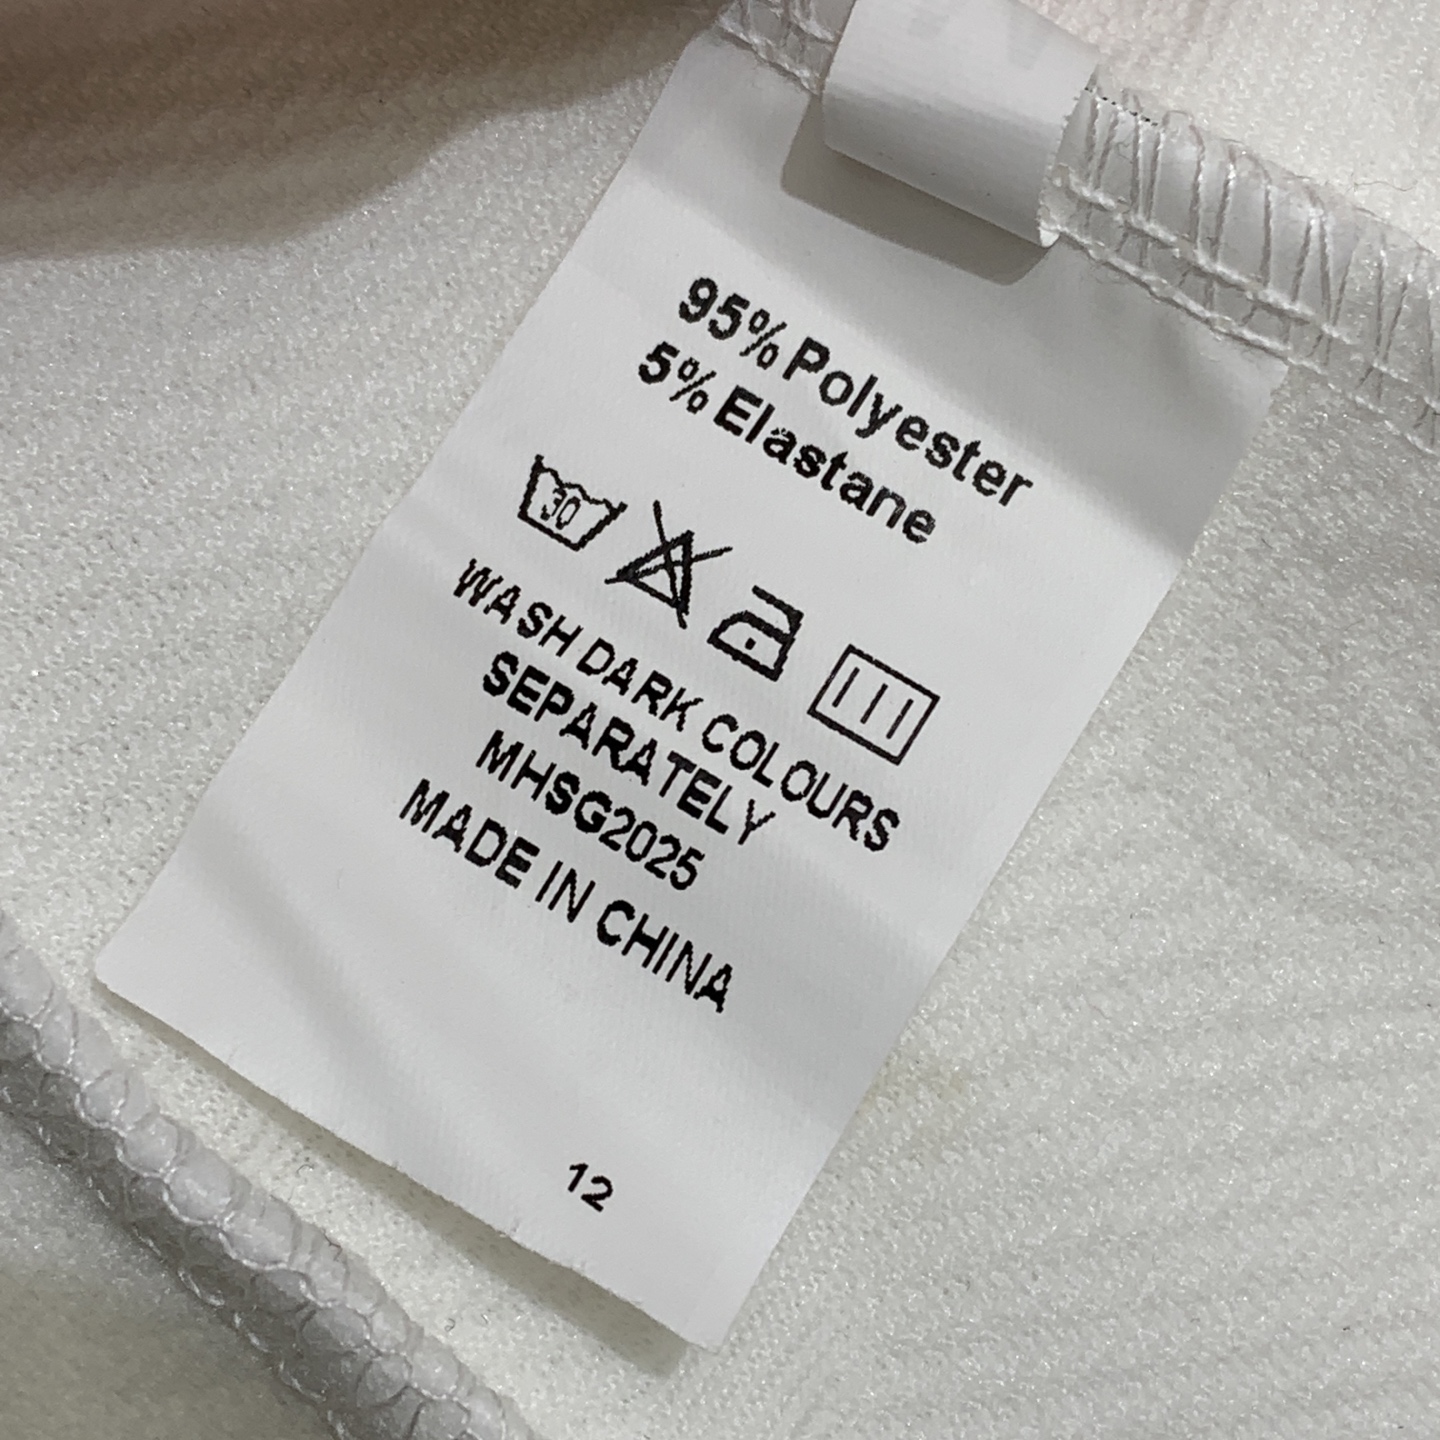 95% Polyester
5% Elastane
30
WASH DARK COLOURS
SEPARATELY
MHSG2025
MADE IN CHINA
12